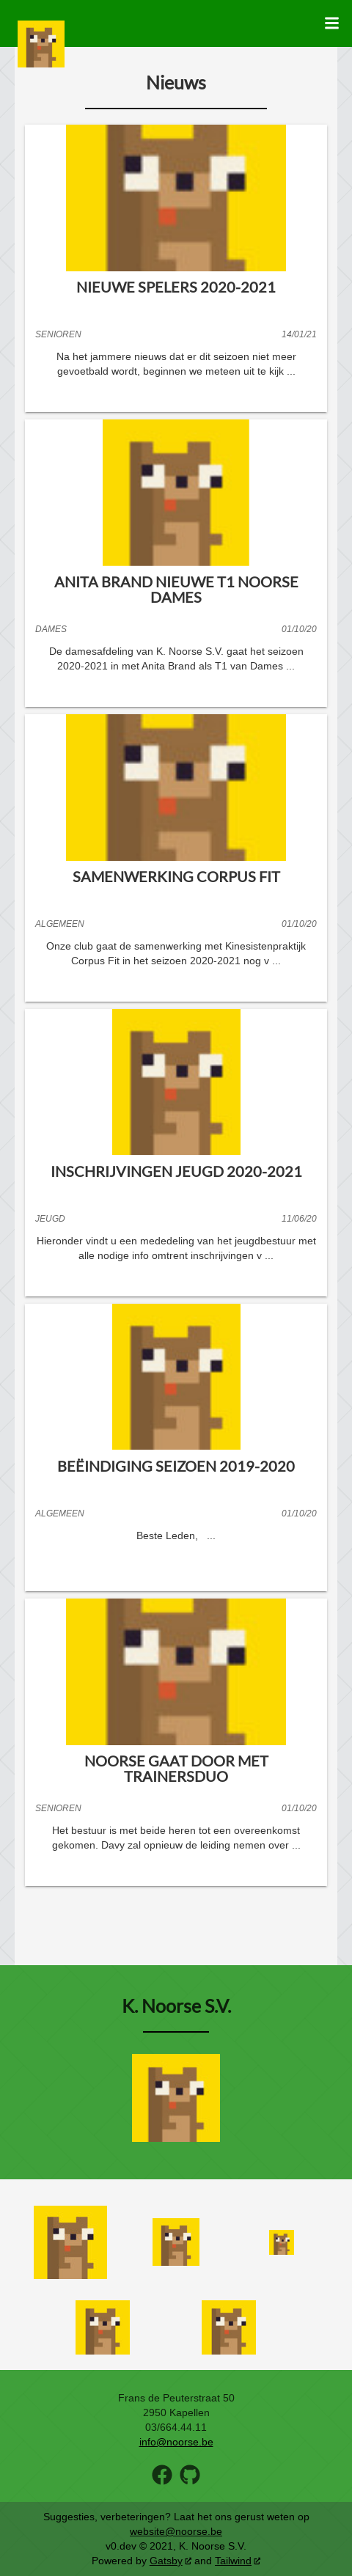 Nieuws
NIEUWE SPELERS 2020-2021
SENIOREN 14/01/21
Na het jammere nieuws dat er dit seizoen niet meer
gevoetbald wordt, beginnen we meteen uit te kijk ...
ANITA BRAND NIEUWE T1 NOORSE
DAMES
DAMES 01/10/20
De damesafdeling van K. Noorse S.V. gaat het seizoen
2020-2021 in met Anita Brand als T1 van Dames ...
SAMENWERKING CORPUS FIT
ALGEMEEN 01/10/20
Onze club gaat de samenwerking met Kinesistenpraktijk
Corpus Fit in het seizoen 2020-2021 nog v ...
INSCHRIJVINGEN JEUGD 2020-2021
JEUGD 11/06/20
Hieronder vindt u een mededeling van het jeugdbestuur met
alle nodige info omtrent inschrijvingen v ...
BEËINDIGING SEIZOEN 2019-2020
ALGEMEEN 01/10/20
Beste Leden, ...
NOORSE GAAT DOOR MET
TRAINERSDUO
SENIOREN 01/10/20
Het bestuur is met beide heren tot een overeenkomst
gekomen. Davy zal opnieuw de leiding nemen over ...
K. Noorse S.V.
Frans de Peuterstraat 50
2950 Kapellen
03/664.44.11
info@noorse.be
Suggesties, verbeteringen? Laat het ons gerust weten op
website@noorse.be
v0.dev © 2021, K. Noorse S.V.
Powered by Gatsby and Tailwind